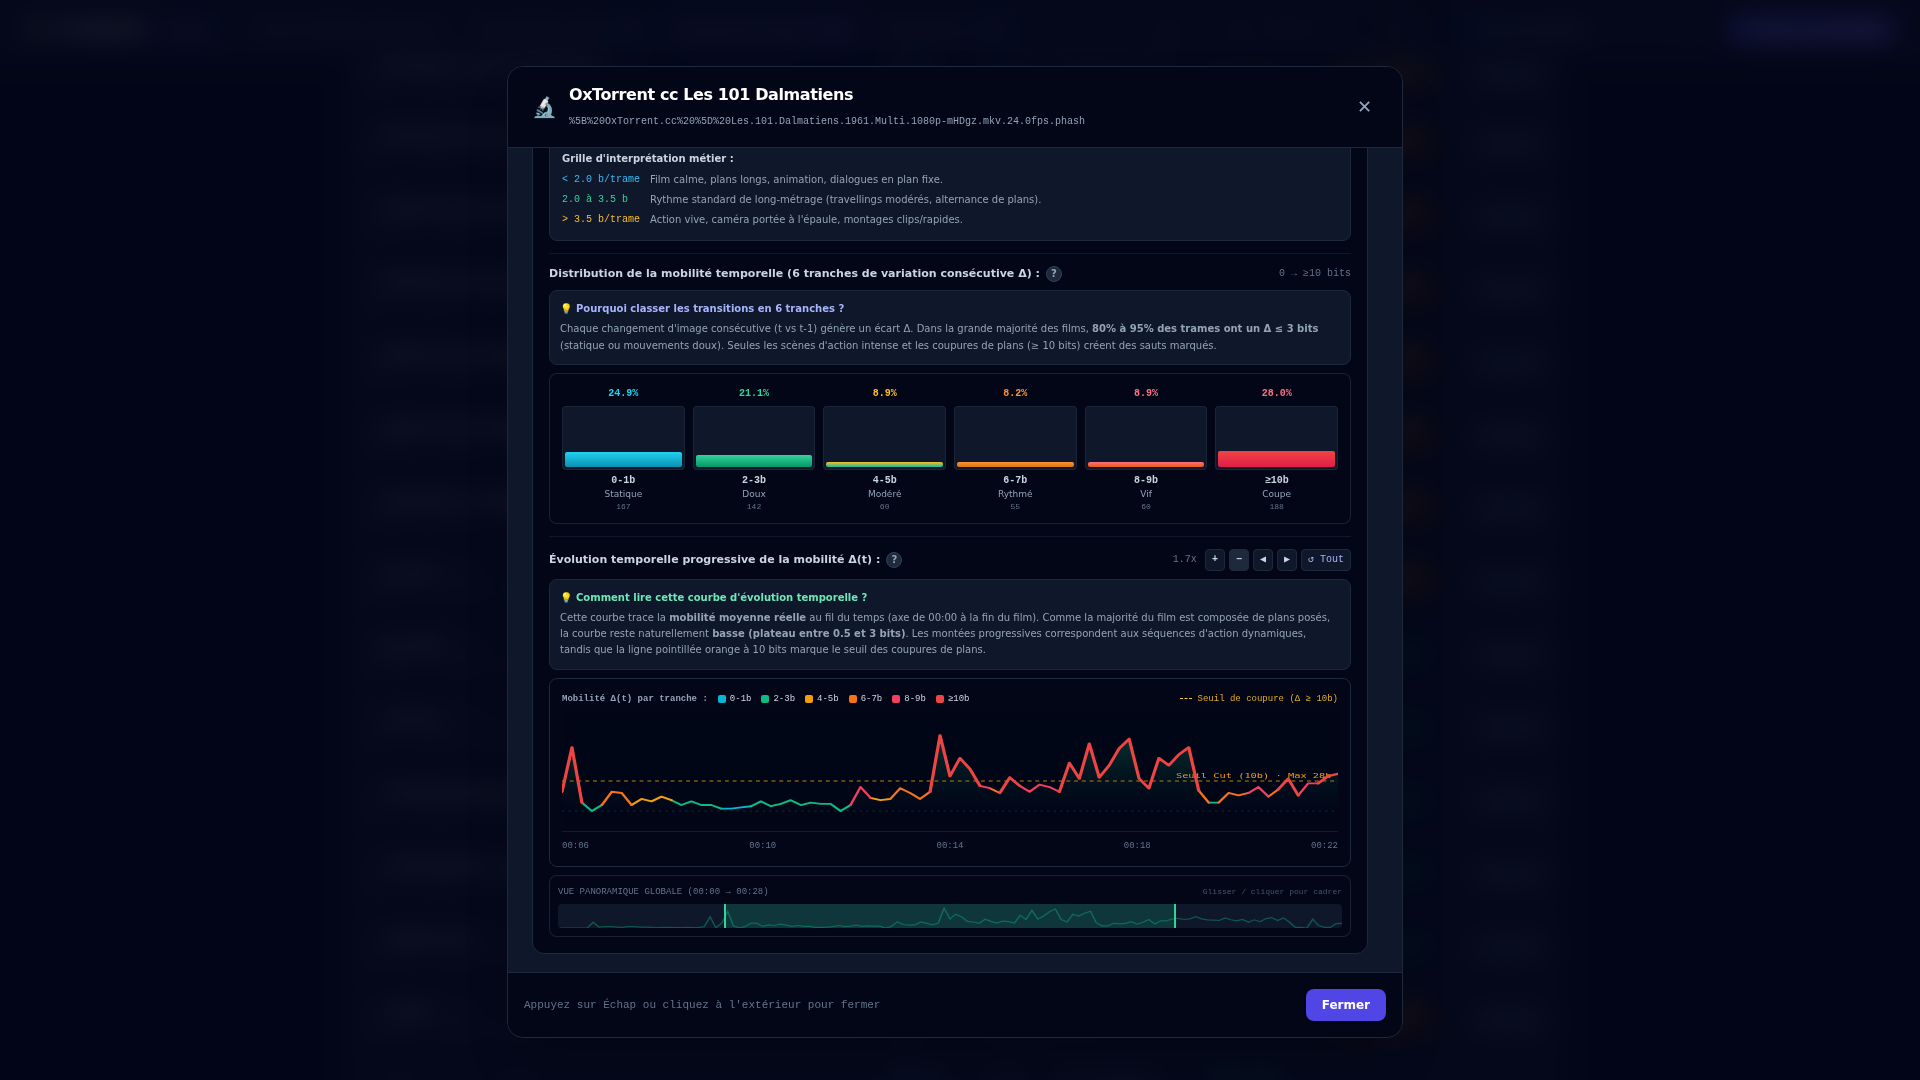 OxTorrent cc Les 101 Dalmatiens
%5B%20OxTorrent.cc%20%5D%20Les.101.Dalmatiens.1961.Multi.1080p-mHDgz.mkv.24.0fps.phash
✕
Grille d'interprétation métier :
< 2.0 b/trame Film calme, plans longs, animation, dialogues en plan fixe.
2.0 à 3.5 b Rythme standard de long-métrage (travellings modérés, alternance de plans).
> 3.5 b/trame Action vive, caméra portée à l'épaule, montages clips/rapides.
Distribution de la mobilité temporelle (6 tranches de variation consécutive Δ) : ? 0 → ≥10 bits
💡 Pourquoi classer les transitions en 6 tranches ?
Chaque changement d'image consécutive (t vs t-1) génère un écart Δ. Dans la grande majorité des films, 80% à 95% des trames ont un Δ ≤ 3 bits
(statique ou mouvements doux). Seules les scènes d'action intense et les coupures de plans (≥ 10 bits) créent des sauts marqués.
24.9% 21.1% 8.9% 8.2% 8.9% 28.0%
0-1b 2-3b 4-5b 6-7b 8-9b ≥10b
Statique Doux Modéré Rythmé Vif Coupe
167 142 60 55 60 188
Évolution temporelle progressive de la mobilité Δ(t) : ? 1.7x + − ◀ ▶ ↺ Tout
💡 Comment lire cette courbe d'évolution temporelle ?
Cette courbe trace la mobilité moyenne réelle au fil du temps (axe de 00:00 à la fin du film). Comme la majorité du film est composée de plans posés,
la courbe reste naturellement basse (plateau entre 0.5 et 3 bits). Les montées progressives correspondent aux séquences d'action dynamiques,
tandis que la ligne pointillée orange à 10 bits marque le seuil des coupures de plans.
Mobilité Δ(t) par tranche : 0-1b 2-3b 4-5b 6-7b 8-9b ≥10b --- Seuil de coupure (Δ ≥ 10b)
Seuil Cut (10b) · Max 28b
00:06 00:10 00:14 00:18 00:22
VUE PANORAMIQUE GLOBALE (00:00 → 00:28) Glisser / cliquer pour cadrer
Appuyez sur Échap ou cliquez à l'extérieur pour fermer Fermer